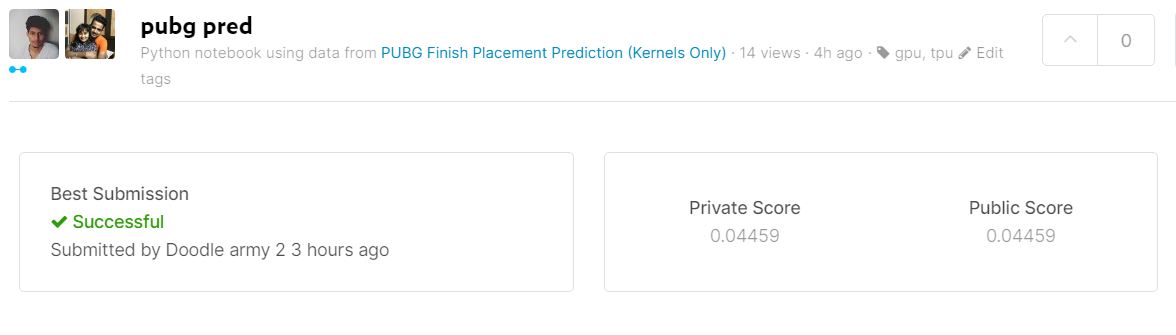 pubg pred
Python notebook using data from PUBG Finish Placement Prediction (Kernels Only) · 14 views · 4h ago · gpu, tpu Edit
tags
0
Best Submission
Successful
Submitted by Doodle army 2 3 hours ago
Private Score
0.04459
Public Score
0.04459